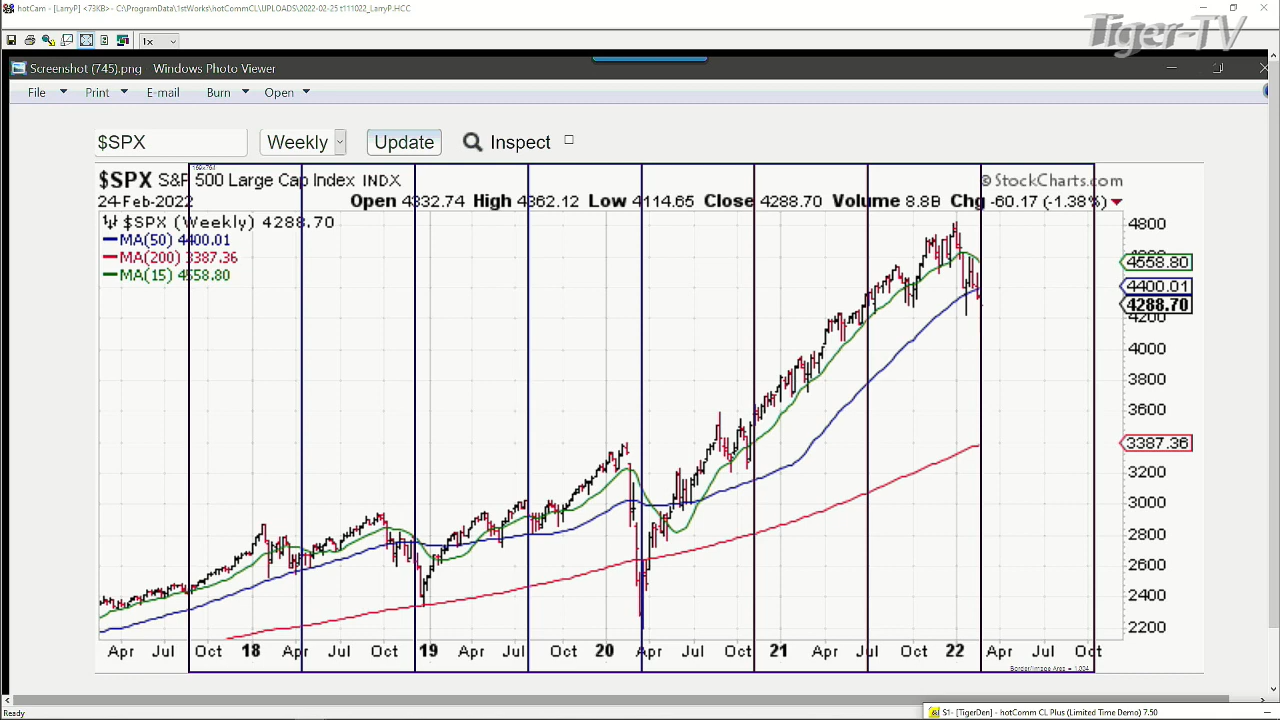 hotCam - [LarryP] <73KB> - C:\ProgramData\1stWorks\hotCommCL\UPLOADS\2022-02-25 t111022_LarryP.HCC
Tiger-TV
1x
Screenshot (745).png - Windows Photo Viewer
File Print E-mail Burn Open
$SPX Weekly Update Inspect
$SPX S&P 500 Large Cap Index INDX © StockCharts.com
24-Feb-2022 Open 4332.74 High 4362.12 Low 4114.65 Close 4288.70 Volume 8.8B Chg -60.17 (-1.38%)
$SPX (Weekly) 4288.70
MA(50) 4400.01
MA(200) 3387.36
MA(15) 4558.80
4800
4558.80
4400.01
4288.70
4200
4000
3800
3600
3387.36
3200
3000
2800
2600
2400
2200
Apr Jul Oct 18 Apr Jul Oct 19 Apr Jul Oct 20 Apr Jul Oct 21 Apr Jul Oct 22 Apr Jul Oct
Border/Image Area = 1.004
Ready
S1- [TigerDen] - hotComm CL Plus (Limited Time Demo) 7.50